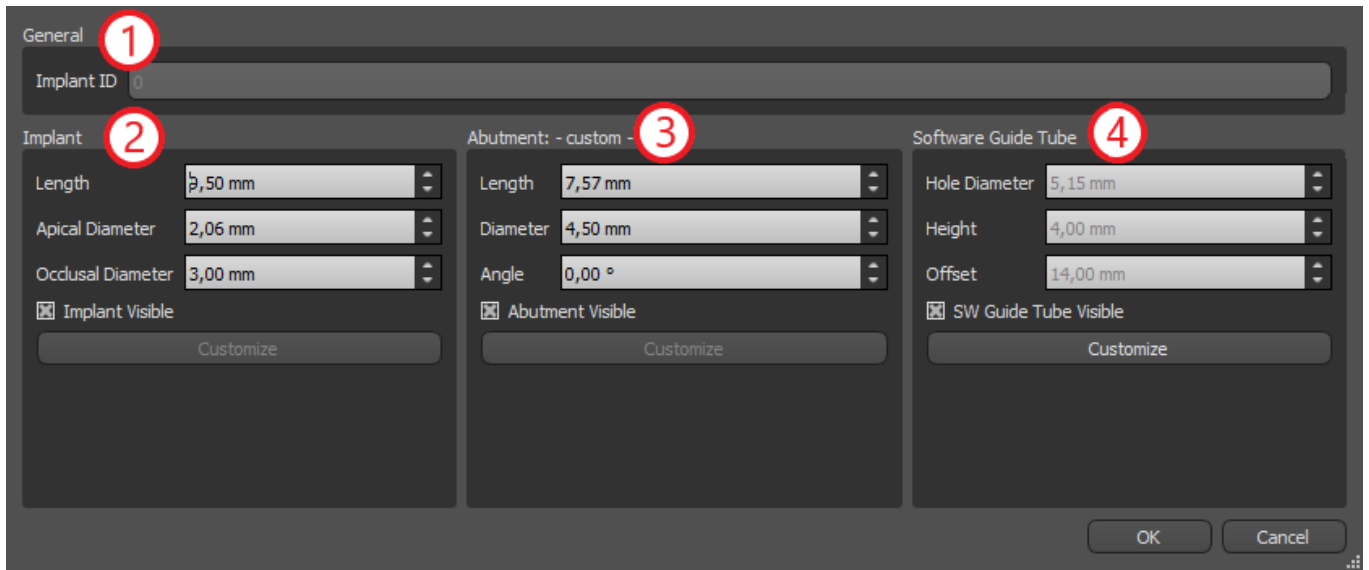 General
1
Implant ID 0
Implant
2
Length
Apical Diameter 2,06 mm
Occlusal Diameter 3,00 mm
Implant Visible
Customize
Abutment: - custom -
3
Length 7,57 mm
Diameter 4,50 mm
Angle 0,00 °
Abutment Visible
Customize
Software Guide Tube
4
Hole Diameter 5,15 mm
Height 4,00 mm
Offset 14,00 mm
SW Guide Tube Visible
Customize
OK Cancel